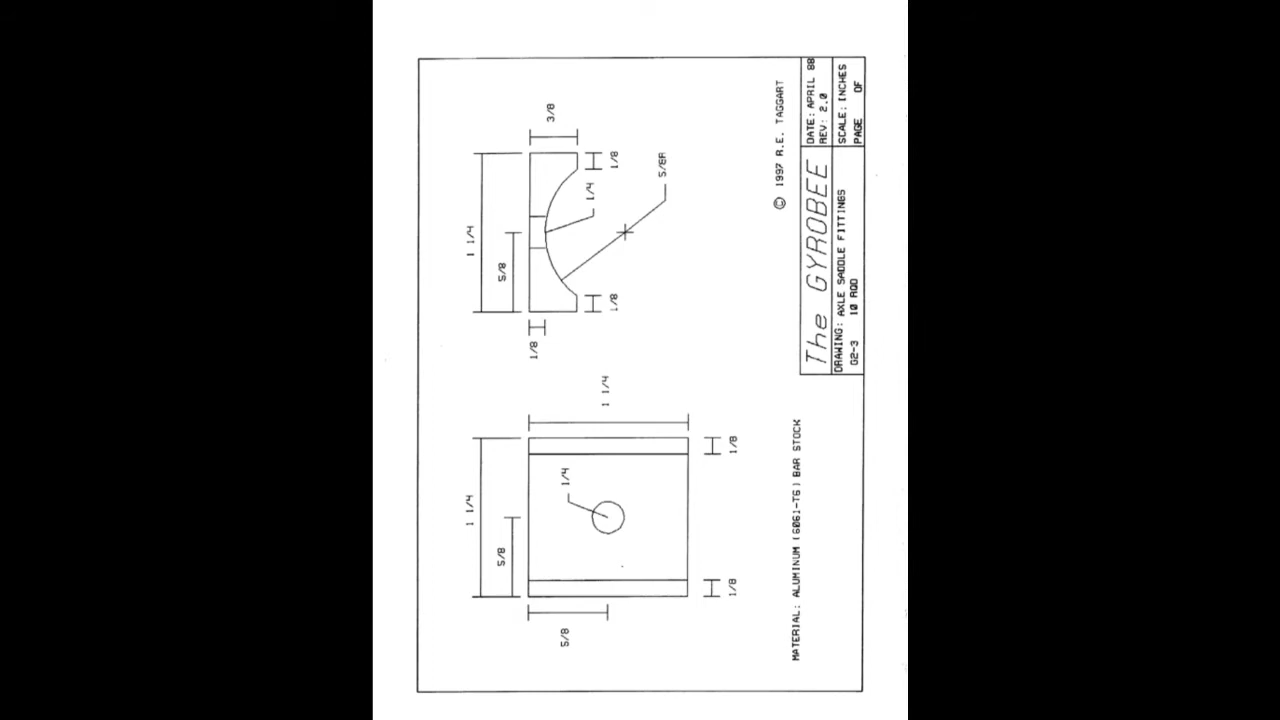 1 1/4
5/8
5/8
1/4
1/8
1/8
1 1/4
1 1/4
5/8
1/8
3/8
1/8
1/8
1/4
5/8R
MATERIAL: ALUMINUM (6061-T6) BAR STOCK
© 1997 R.E. TAGGART
The GYROBEE
DATE: APRIL 88
REV: 2.0
DRAWING: AXLE SADDLE FITTINGS
SCALE: INCHES
G2-3 10 RQD
PAGE OF